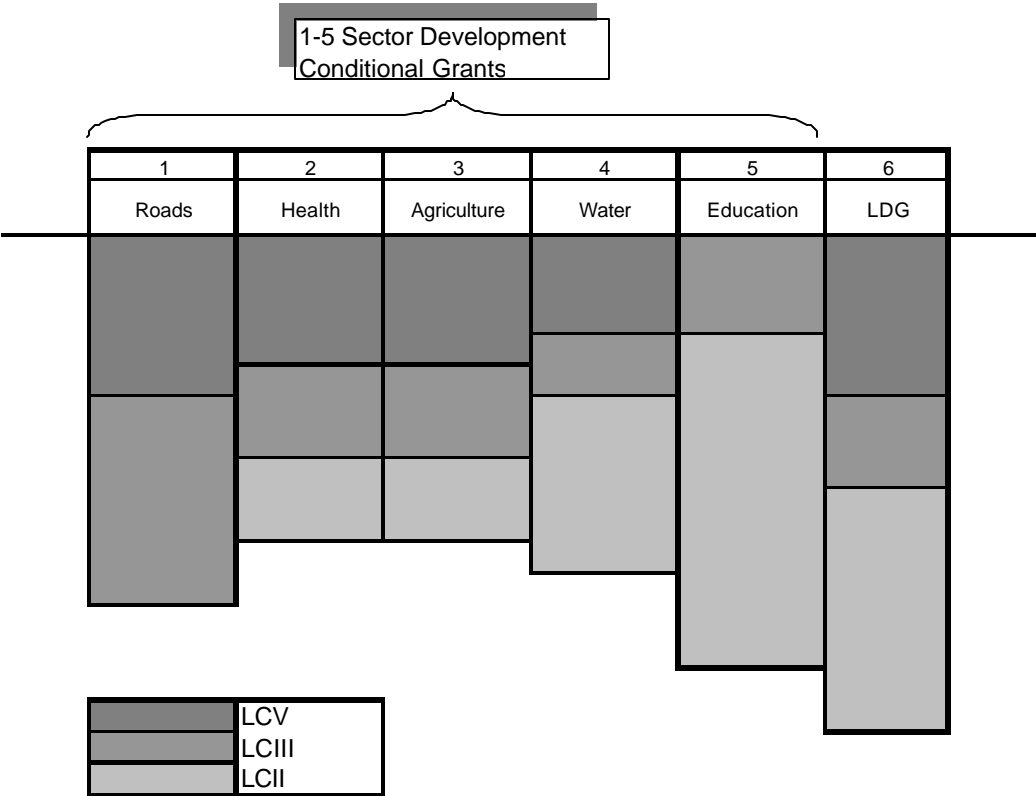 1-5 Sector Development
Conditional Grants
1 2 3 4 5 6
Roads Health Agriculture Water Education LDG
LCV
LCIII
LCII